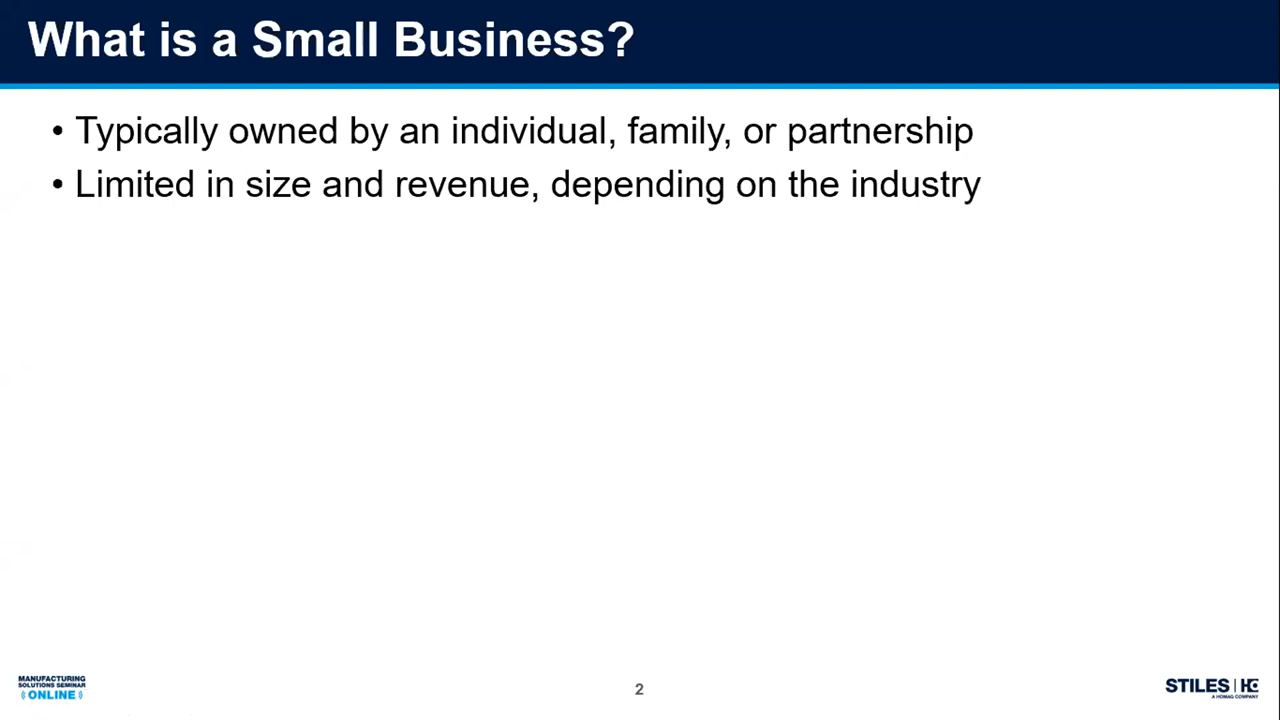 What is a Small Business?
• Typically owned by an individual, family, or partnership
• Limited in size and revenue, depending on the industry
MANUFACTURING
SOLUTIONS SEMINAR
ONLINE
2
STILES
A HOMAG COMPANY